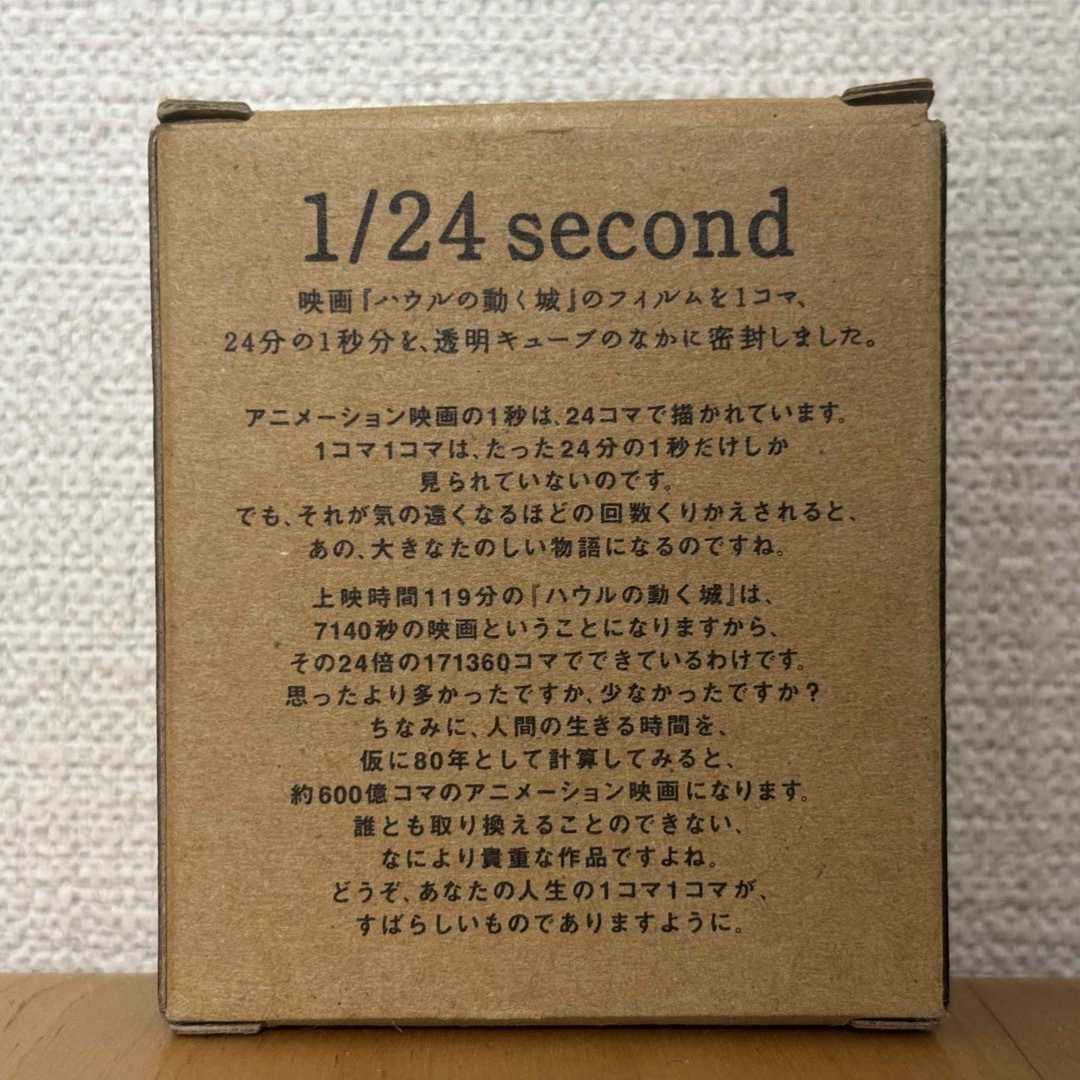 1/24 second
映画『ハウルの動く城』のフィルムを1コマ、
24分の1秒分を、透明キューブのなかに密封しました。
アニメーション映画の1秒は、24コマで描かれています。
1コマ1コマは、たった24分の1秒だけしか
見られていないのです。
でも、それが気の遠くなるほどの回数くりかえされると、
あの、大きなたのしい物語になるのですね。
上映時間119分の『ハウルの動く城』は、
7140秒の映画ということになりますから、
その24倍の171360コマでできているわけです。
思ったより多かったですか、少なかったですか?
ちなみに、人間の生きる時間を、
仮に80年として計算してみると、
約600億コマのアニメーション映画になります。
誰とも取り換えることのできない、
なにより貴重な作品ですよね。
どうぞ、あなたの人生の1コマ1コマが、
すばらしいものでありますように。